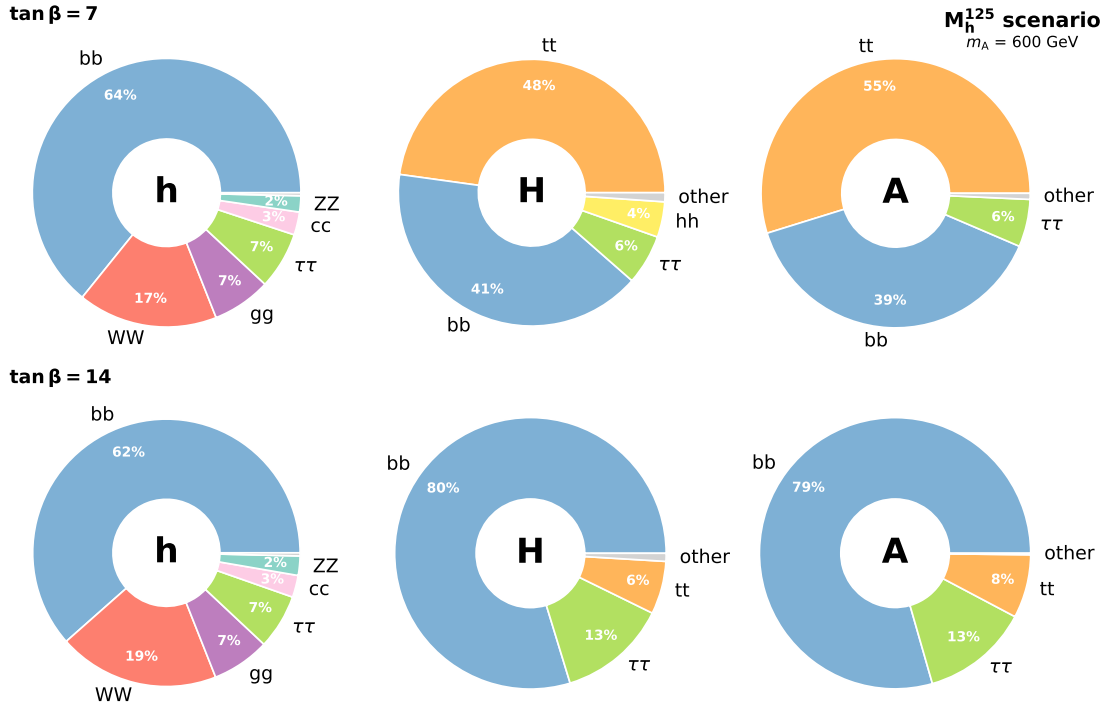 tan β = 7
M_h^125 scenario
m_A = 600 GeV
bb
64%
ZZ
2%
cc
3%
ττ
7%
gg
7%
WW
17%
h
tt
48%
other
hh
4%
ττ
6%
bb
41%
H
tt
55%
other
ττ
6%
bb
39%
A
tan β = 14
bb
62%
ZZ
2%
cc
3%
ττ
7%
gg
7%
WW
19%
h
bb
80%
other
tt
6%
ττ
13%
H
bb
79%
other
tt
8%
ττ
13%
A